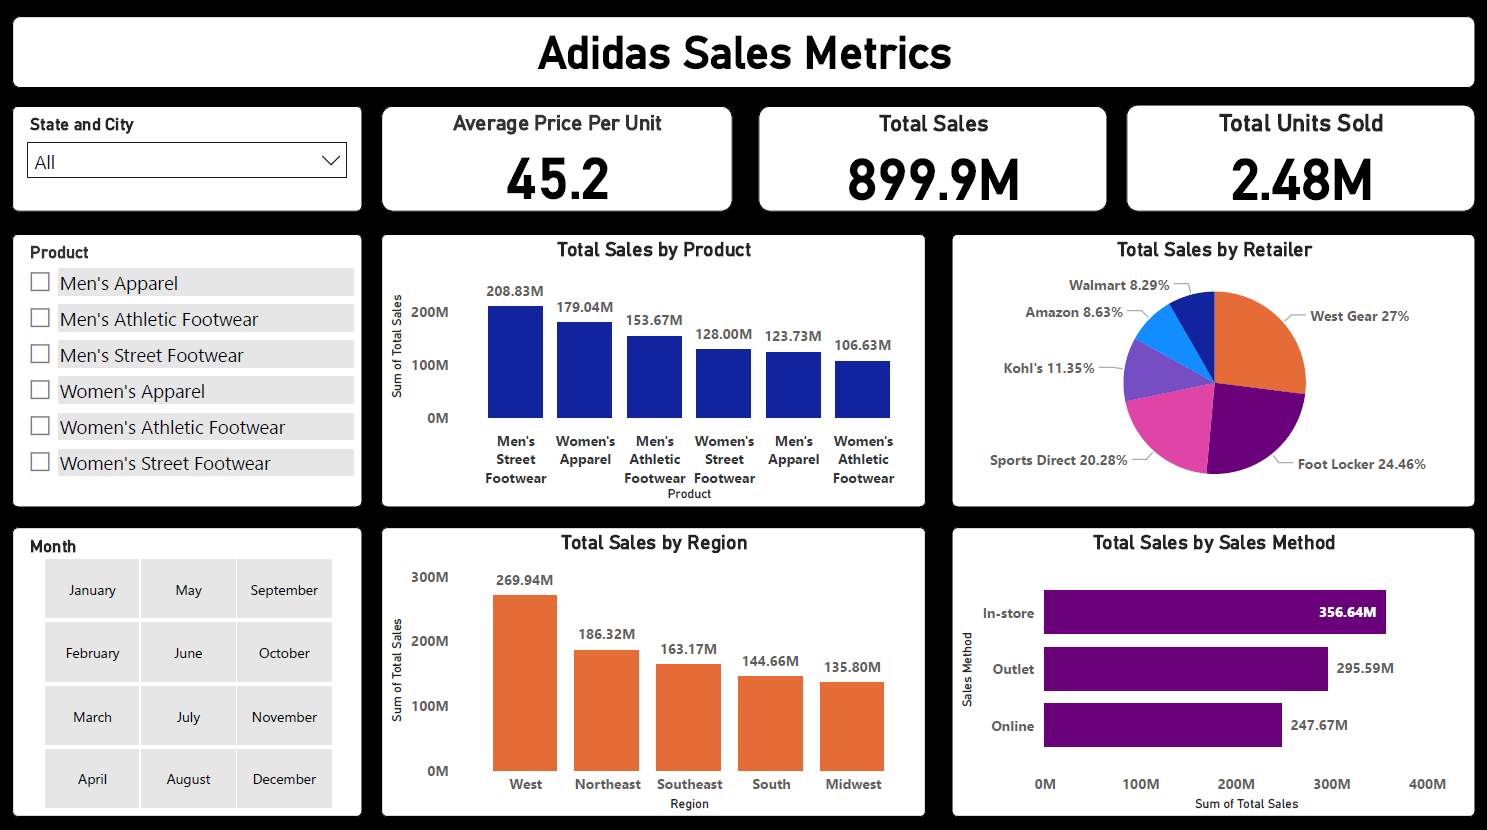 Adidas Sales Metrics
State and City
All
Average Price Per Unit
45.2
Total Sales
899.9M
Total Units Sold
2.48M
Product
Men's Apparel
Men's Athletic Footwear
Men's Street Footwear
Women's Apparel
Women's Athletic Footwear
Women's Street Footwear
Total Sales by Product
Sum of Total Sales
200M
100M
0M
208.83M
179.04M
153.67M
128.00M
123.73M
106.63M
Men's
Street
Footwear
Women's
Apparel
Men's
Athletic
Footwear
Women's
Street
Footwear
Men's
Apparel
Women's
Athletic
Footwear
Product
Total Sales by Retailer
Walmart 8.29%
Amazon 8.63%
Kohl's 11.35%
Sports Direct 20.28%
West Gear 27%
Foot Locker 24.46%
Month
January
May
September
February
June
October
March
July
November
April
August
December
Total Sales by Region
Sum of Total Sales
300M
200M
100M
0M
269.94M
186.32M
163.17M
144.66M
135.80M
West
Northeast
Southeast
South
Midwest
Region
Total Sales by Sales Method
Sales Method
In-store
356.64M
Outlet
295.59M
Online
247.67M
0M
100M
200M
300M
400M
Sum of Total Sales